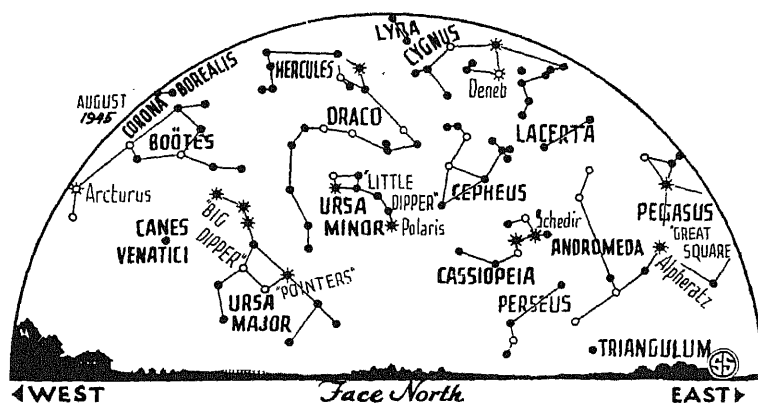 LYRA
CYGNUS
HERCULES
Deneb
CORONA BOREALIS
AUGUST
1945
BOÖTES
DRACO
LACERTA
Arcturus
URSA
MINOR
"LITTLE
DIPPER"
Polaris
CEPHEUS
PEGASUS
"GREAT
SQUARE
CANES
VENATICI
"BIG
DIPPER"
Schedir
ANDROMEDA
Alpheratz
CASSIOPEIA
URSA
MAJOR
"POINTERS"
PERSEUS
TRIANGULUM
SS
WEST
Face North
EAST